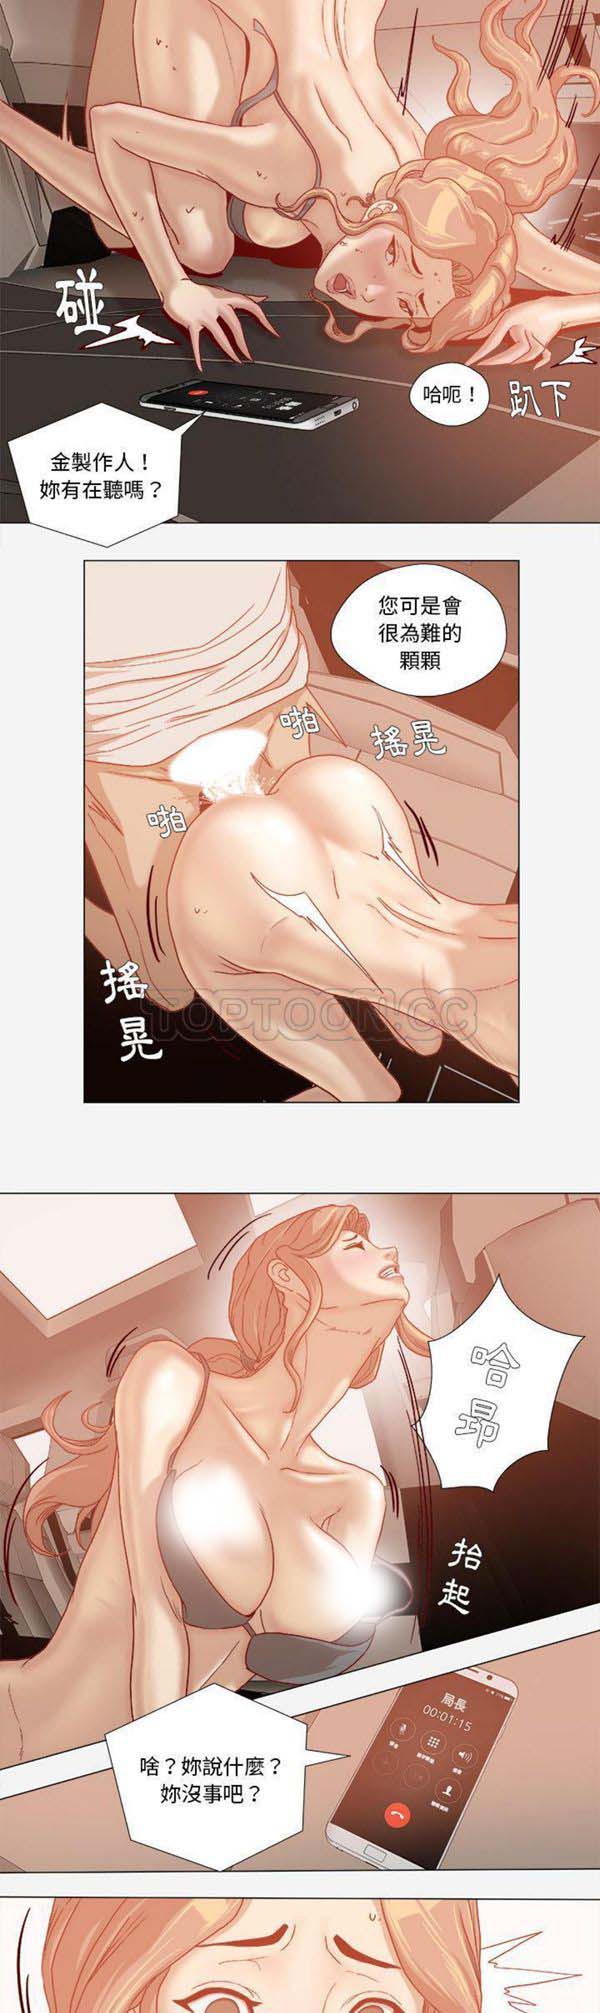 碰
哈呃！
趴下
金製作人！
妳有在聽嗎？
您可是會
很為難的
顆顆
啪
搖晃
啪
搖晃
TOPTOON.CC
哈
昂
抬起
局長
00:01:15
啥？妳說什麼？
妳沒事吧？